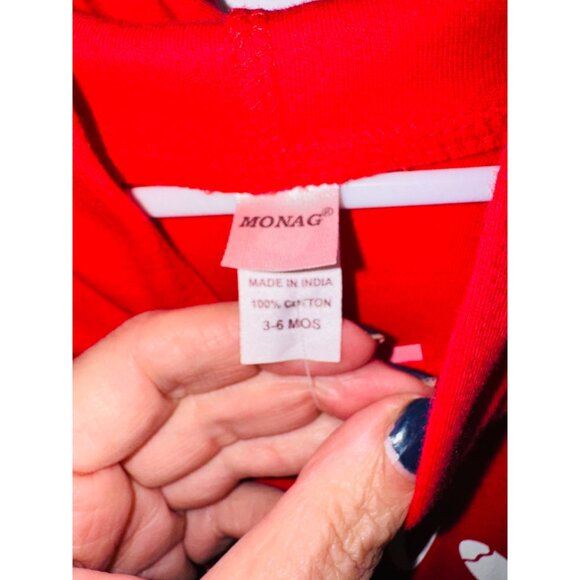 MONAG®
MADE IN INDIA
100% COTTON
3-6 MOS